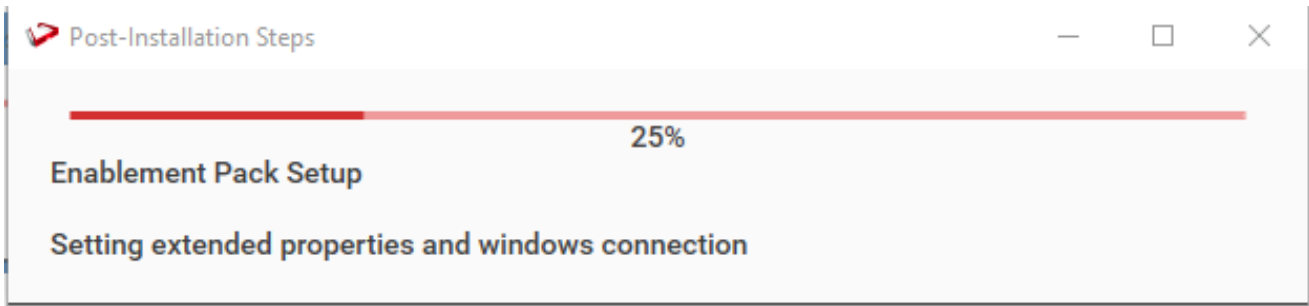 Post-Installation Steps
25%
Enablement Pack Setup
Setting extended properties and windows connection